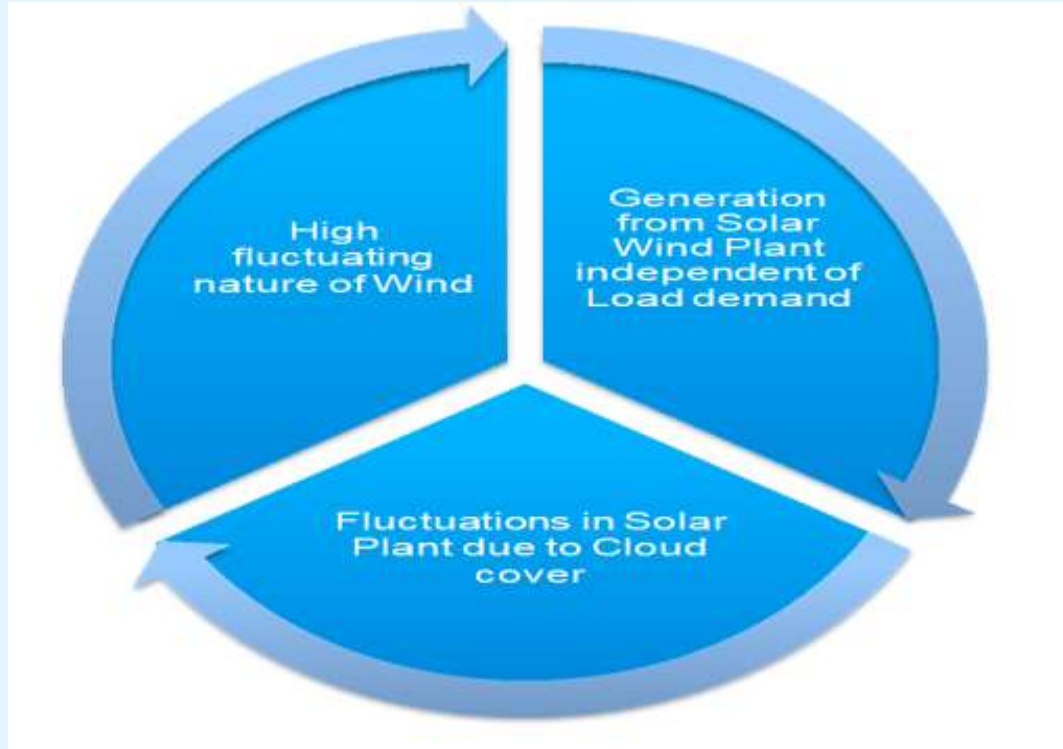 High
fluctuating
nature of Wind
Generation
from Solar
Wind Plant
independent of
Load demand
Fluctuations in Solar
Plant due to Cloud
cover